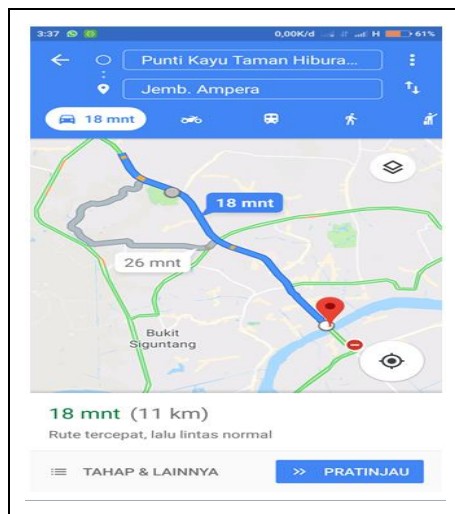 3:37 0,00K/d H 61%
Punti Kayu Taman Hibura...
Jemb. Ampera
18 mnt
18 mnt
26 mnt
Bukit
Siguntang
18 mnt (11 km)
Rute tercepat, lalu lintas normal
TAHAP & LAINNYA PRATINJAU